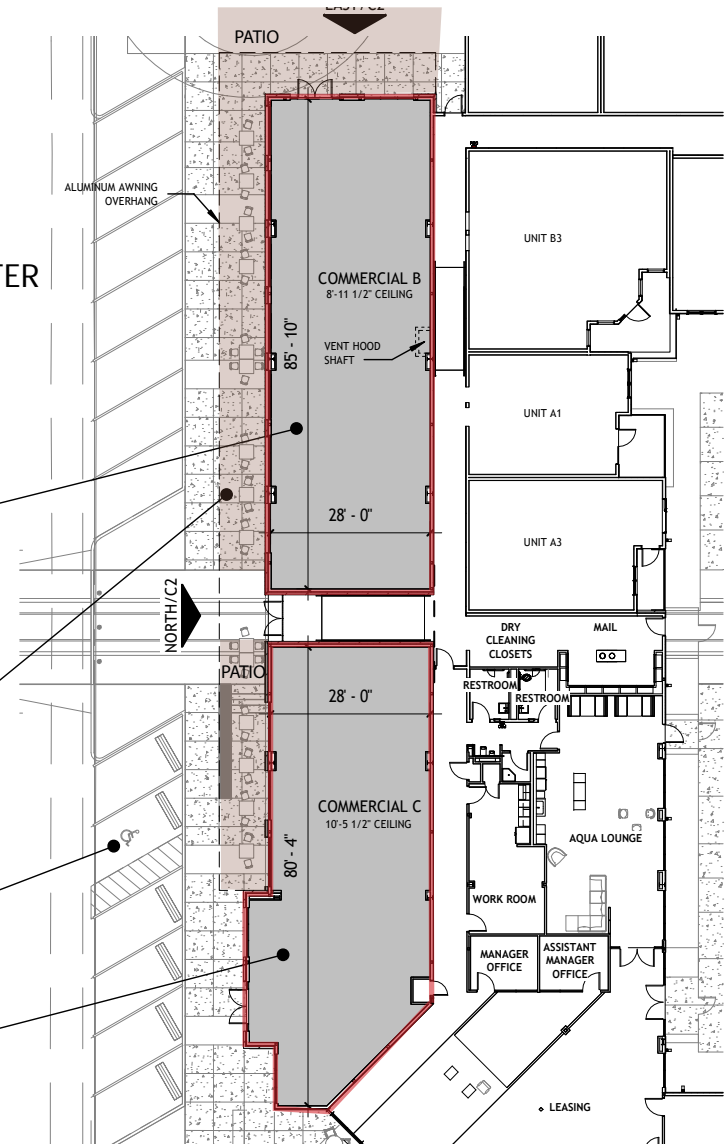 EAST/C2
PATIO
ALUMINUM AWNING
OVERHANG
UNIT B3
COMMERCIAL B
8'-11 1/2" CEILING
85' - 10"
VENT HOOD
SHAFT
UNIT A1
28' - 0"
UNIT A3
NORTH/C2
DRY
CLEANING
CLOSETS
MAIL
PATIO
RESTROOM
RESTROOM
28' - 0"
COMMERCIAL C
10'-5 1/2" CEILING
80' - 4"
AQUA LOUNGE
WORK ROOM
MANAGER
OFFICE
ASSISTANT
MANAGER
OFFICE
LEASING